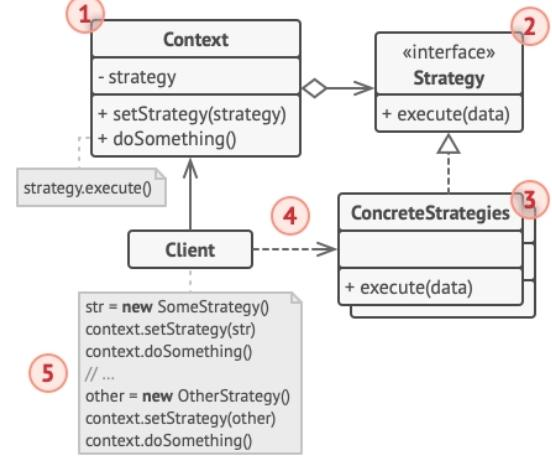 1
Context
- strategy
+ setStrategy(strategy)
+ doSomething()
2
«interface»
Strategy
+ execute(data)
strategy.execute()
3
ConcreteStrategies
+ execute(data)
4
Client
5
str = new SomeStrategy()
context.setStrategy(str)
context.doSomething()
// ...
other = new OtherStrategy()
context.setStrategy(other)
context.doSomething()